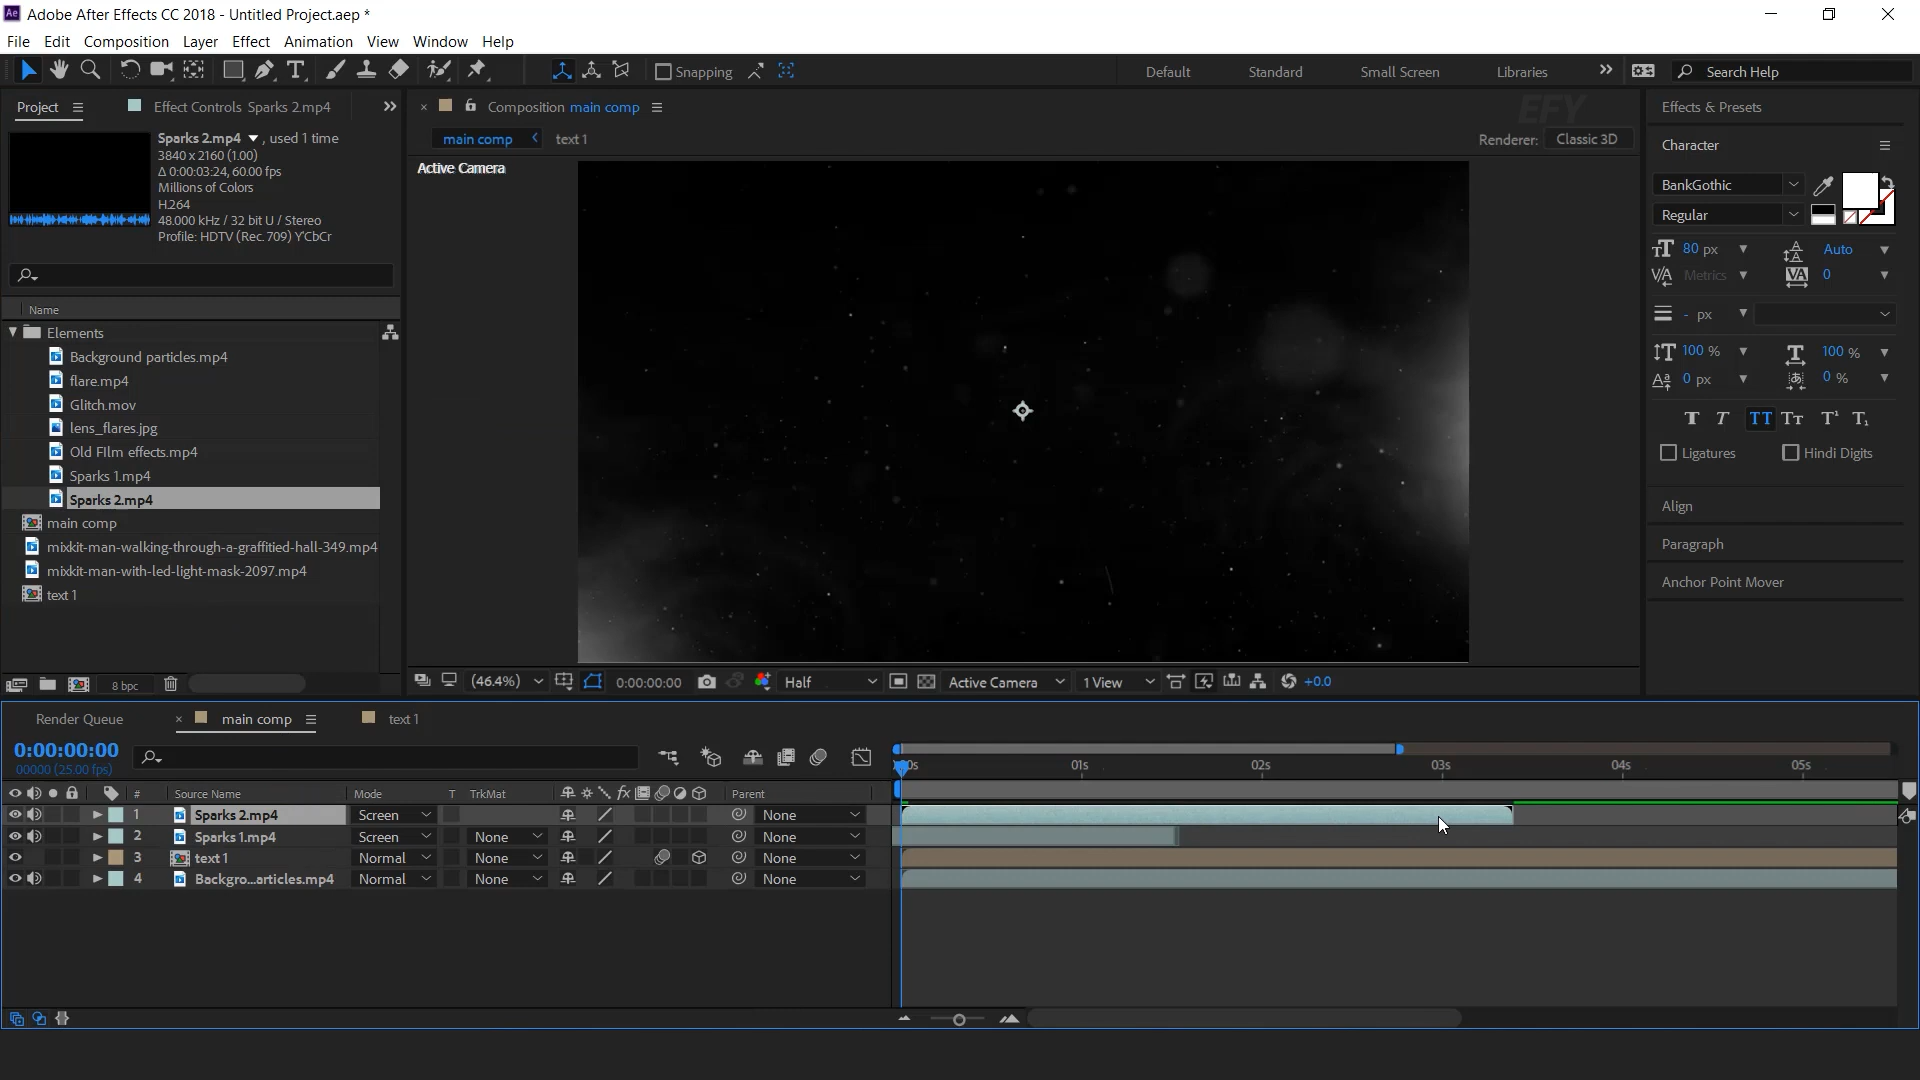 Ae Adobe After Effects CC 2018 - Untitled Project.aep *
File Edit Composition Layer Effect Animation View Window Help
Snapping Default Standard Small Screen Libraries Search Help
Project Effect Controls Sparks 2.mp4
Composition main comp
EFY
Effects & Presets
Sparks 2.mp4 , used 1 time
3840 x 2160 (1.00)
Δ 0:00:03:24, 60.00 fps
Millions of Colors
H.264
48.000 kHz / 32 bit U / Stereo
Profile: HDTV (Rec. 709) Y'CbCr
main comp text 1
Renderer: Classic 3D
Active Camera
Character
BankGothic
Regular
80 px Auto
Metrics 0
- px
100 % 100 %
0 px 0 %
Ligatures Hindi Digits
Align
Paragraph
Anchor Point Mover
Name
Elements
Background particles.mp4
flare.mp4
Glitch.mov
lens_flares.jpg
Old FIlm effects.mp4
Sparks 1.mp4
Sparks 2.mp4
main comp
mixkit-man-walking-through-a-graffitied-hall-349.mp4
mixkit-man-with-led-light-mask-2097.mp4
text 1
8 bpc
(46.4%) 0:00:00:00 Half Active Camera 1 View +0.0
Render Queue main comp text 1
0:00:00:00
00000 (25.00 fps)
00s 01s 02s 03s 04s 05s
# Source Name Mode T TrkMat fx Parent
1 Sparks 2.mp4 Screen None
2 Sparks 1.mp4 Screen None None
3 text 1 Normal None None
4 Backgro...articles.mp4 Normal None None